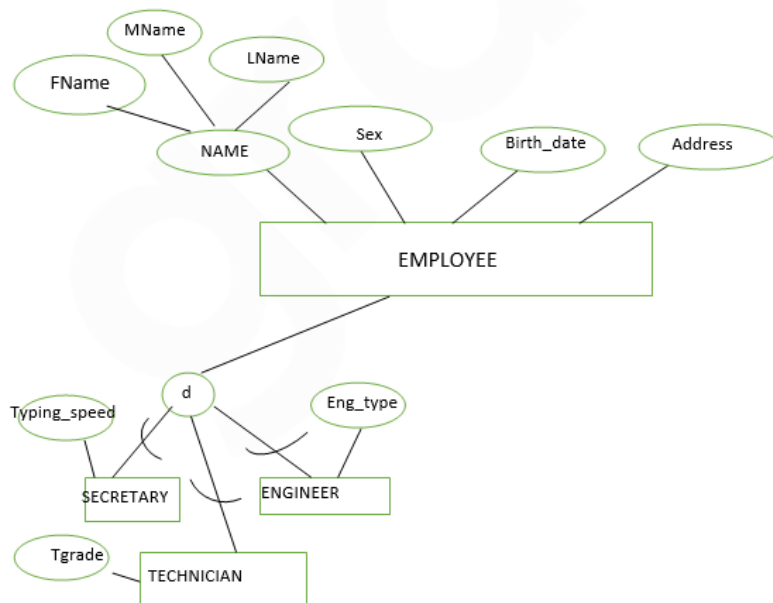 MName
LName
FName
Sex
Birth_date
Address
NAME
EMPLOYEE
d
Typing_speed
Eng_type
SECRETARY
ENGINEER
Tgrade
TECHNICIAN